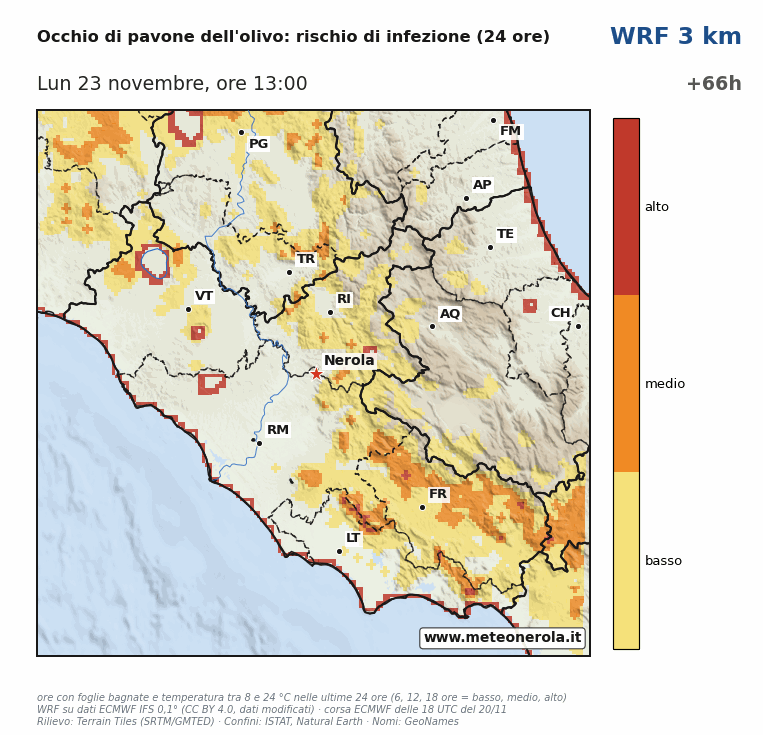 Occhio di pavone dell'olivo: rischio di infezione (24 ore)
WRF 3 km
Lun 23 novembre, ore 13:00
+66h
FM
PG
AP
TE
TR
VT
RI
AQ
CH
Nerola
RM
FR
LT
alto
medio
basso
www.meteonerola.it
ore con foglie bagnate e temperatura tra 8 e 24 °C nelle ultime 24 ore (6, 12, 18 ore = basso, medio, alto)
WRF su dati ECMWF IFS 0,1° (CC BY 4.0, dati modificati) · corsa ECMWF delle 18 UTC del 20/11
Rilievo: Terrain Tiles (SRTM/GMTED) · Confini: ISTAT, Natural Earth · Nomi: GeoNames